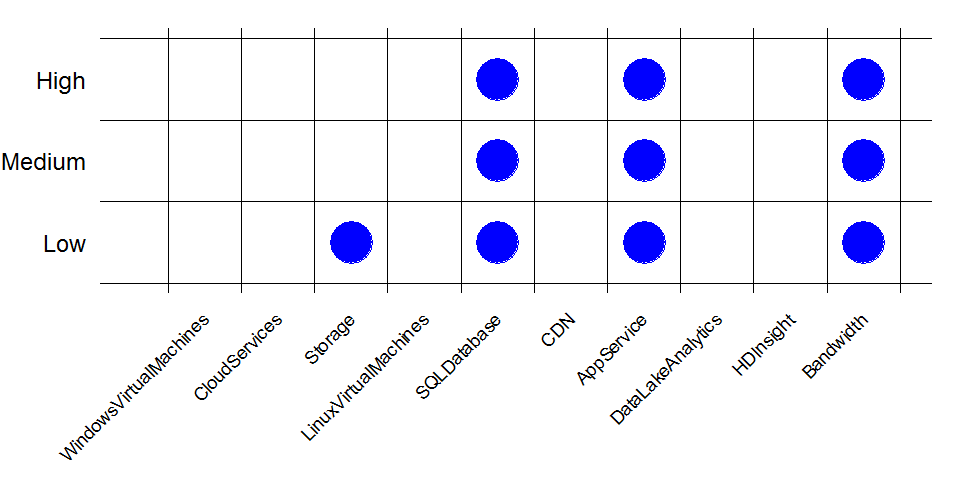 High
Medium
Low
WindowsVirtualMachines
CloudServices
Storage
LinuxVirtualMachines
SQLDatabase
CDN
AppService
DataLakeAnalytics
HDInsight
Bandwidth